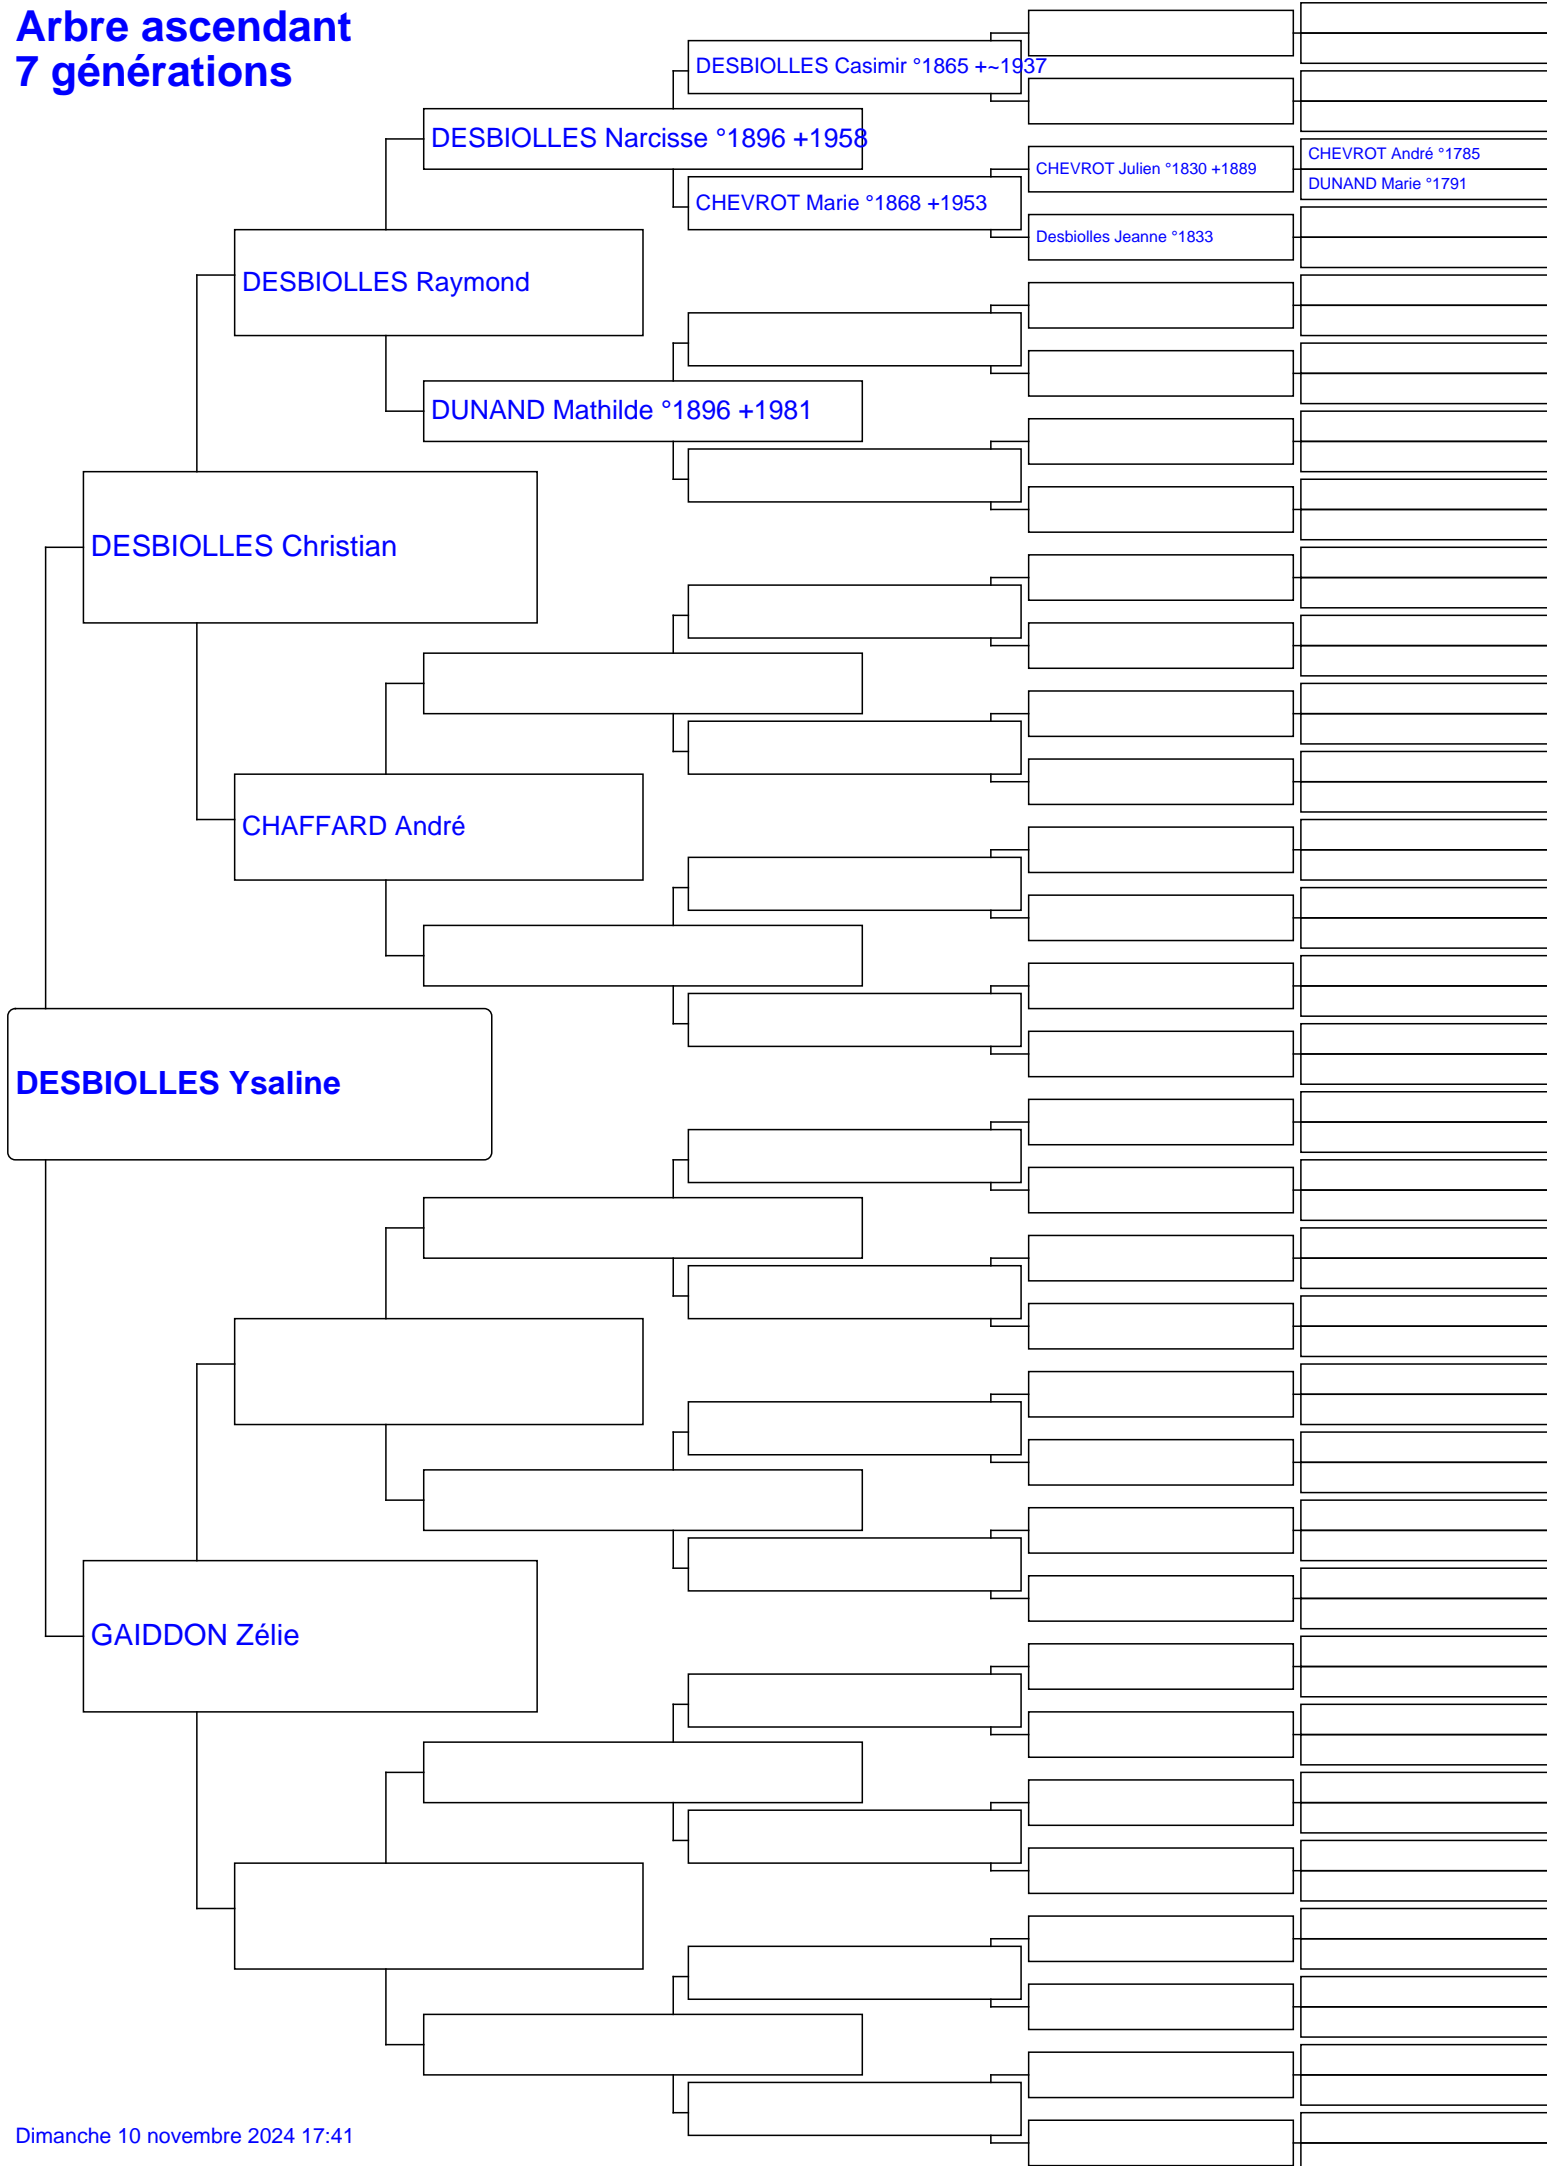 Arbre ascendant
7 générations
DESBIOLLES Casimir °1865 +~1937
DESBIOLLES Narcisse °1896 +1958
CHEVROT Julien °1830 +1889
CHEVROT André °1785
DUNAND Marie °1791
CHEVROT Marie °1868 +1953
Desbiolles Jeanne °1833
DESBIOLLES Raymond
DUNAND Mathilde °1896 +1981
DESBIOLLES Christian
CHAFFARD André
DESBIOLLES Ysaline
GAIDDON Zélie
Dimanche 10 novembre 2024 17:41